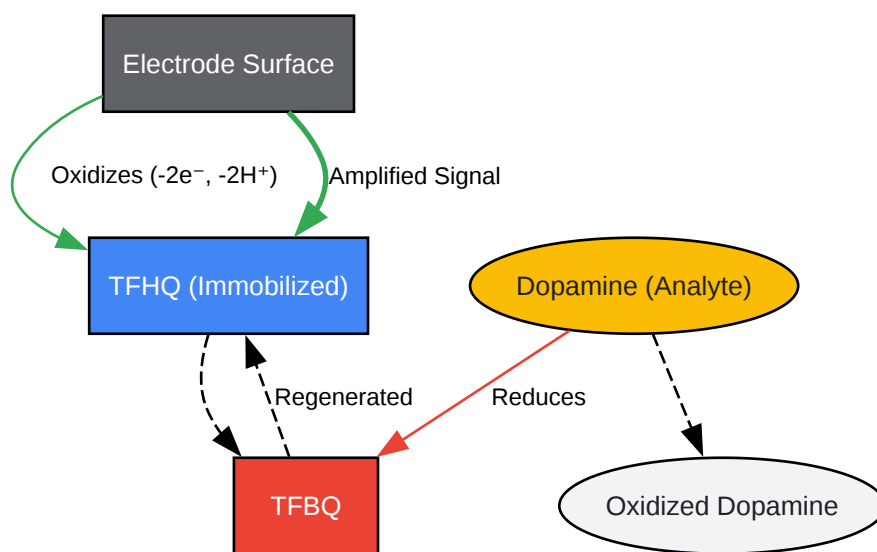 Electrode Surface
Oxidizes (-2e⁻, -2H⁺)
Amplified Signal
TFHQ (Immobilized)
Dopamine (Analyte)
Regenerated
Reduces
TFBQ
Oxidized Dopamine